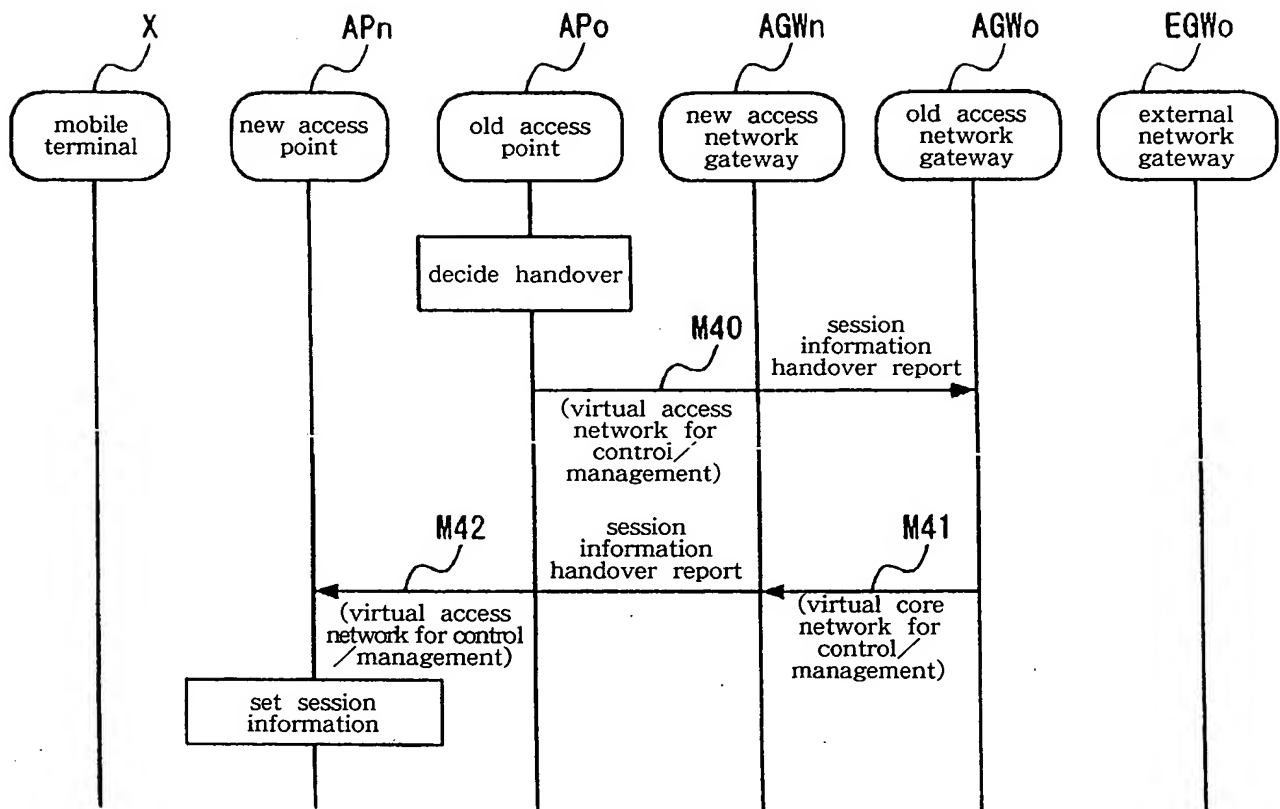 X
APn
APo
AGWn
AGWo
EGWo
mobile
terminal
new access
point
old access
point
new access
network
gateway
old access
network
gateway
external
network
gateway
decide handover
M40
session
information
handover report
(virtual access
network for
control/
management)
M42
session
information
handover report
M41
(virtual access
network for control
/management)
(virtual core
network for
control/
management)
set session
information